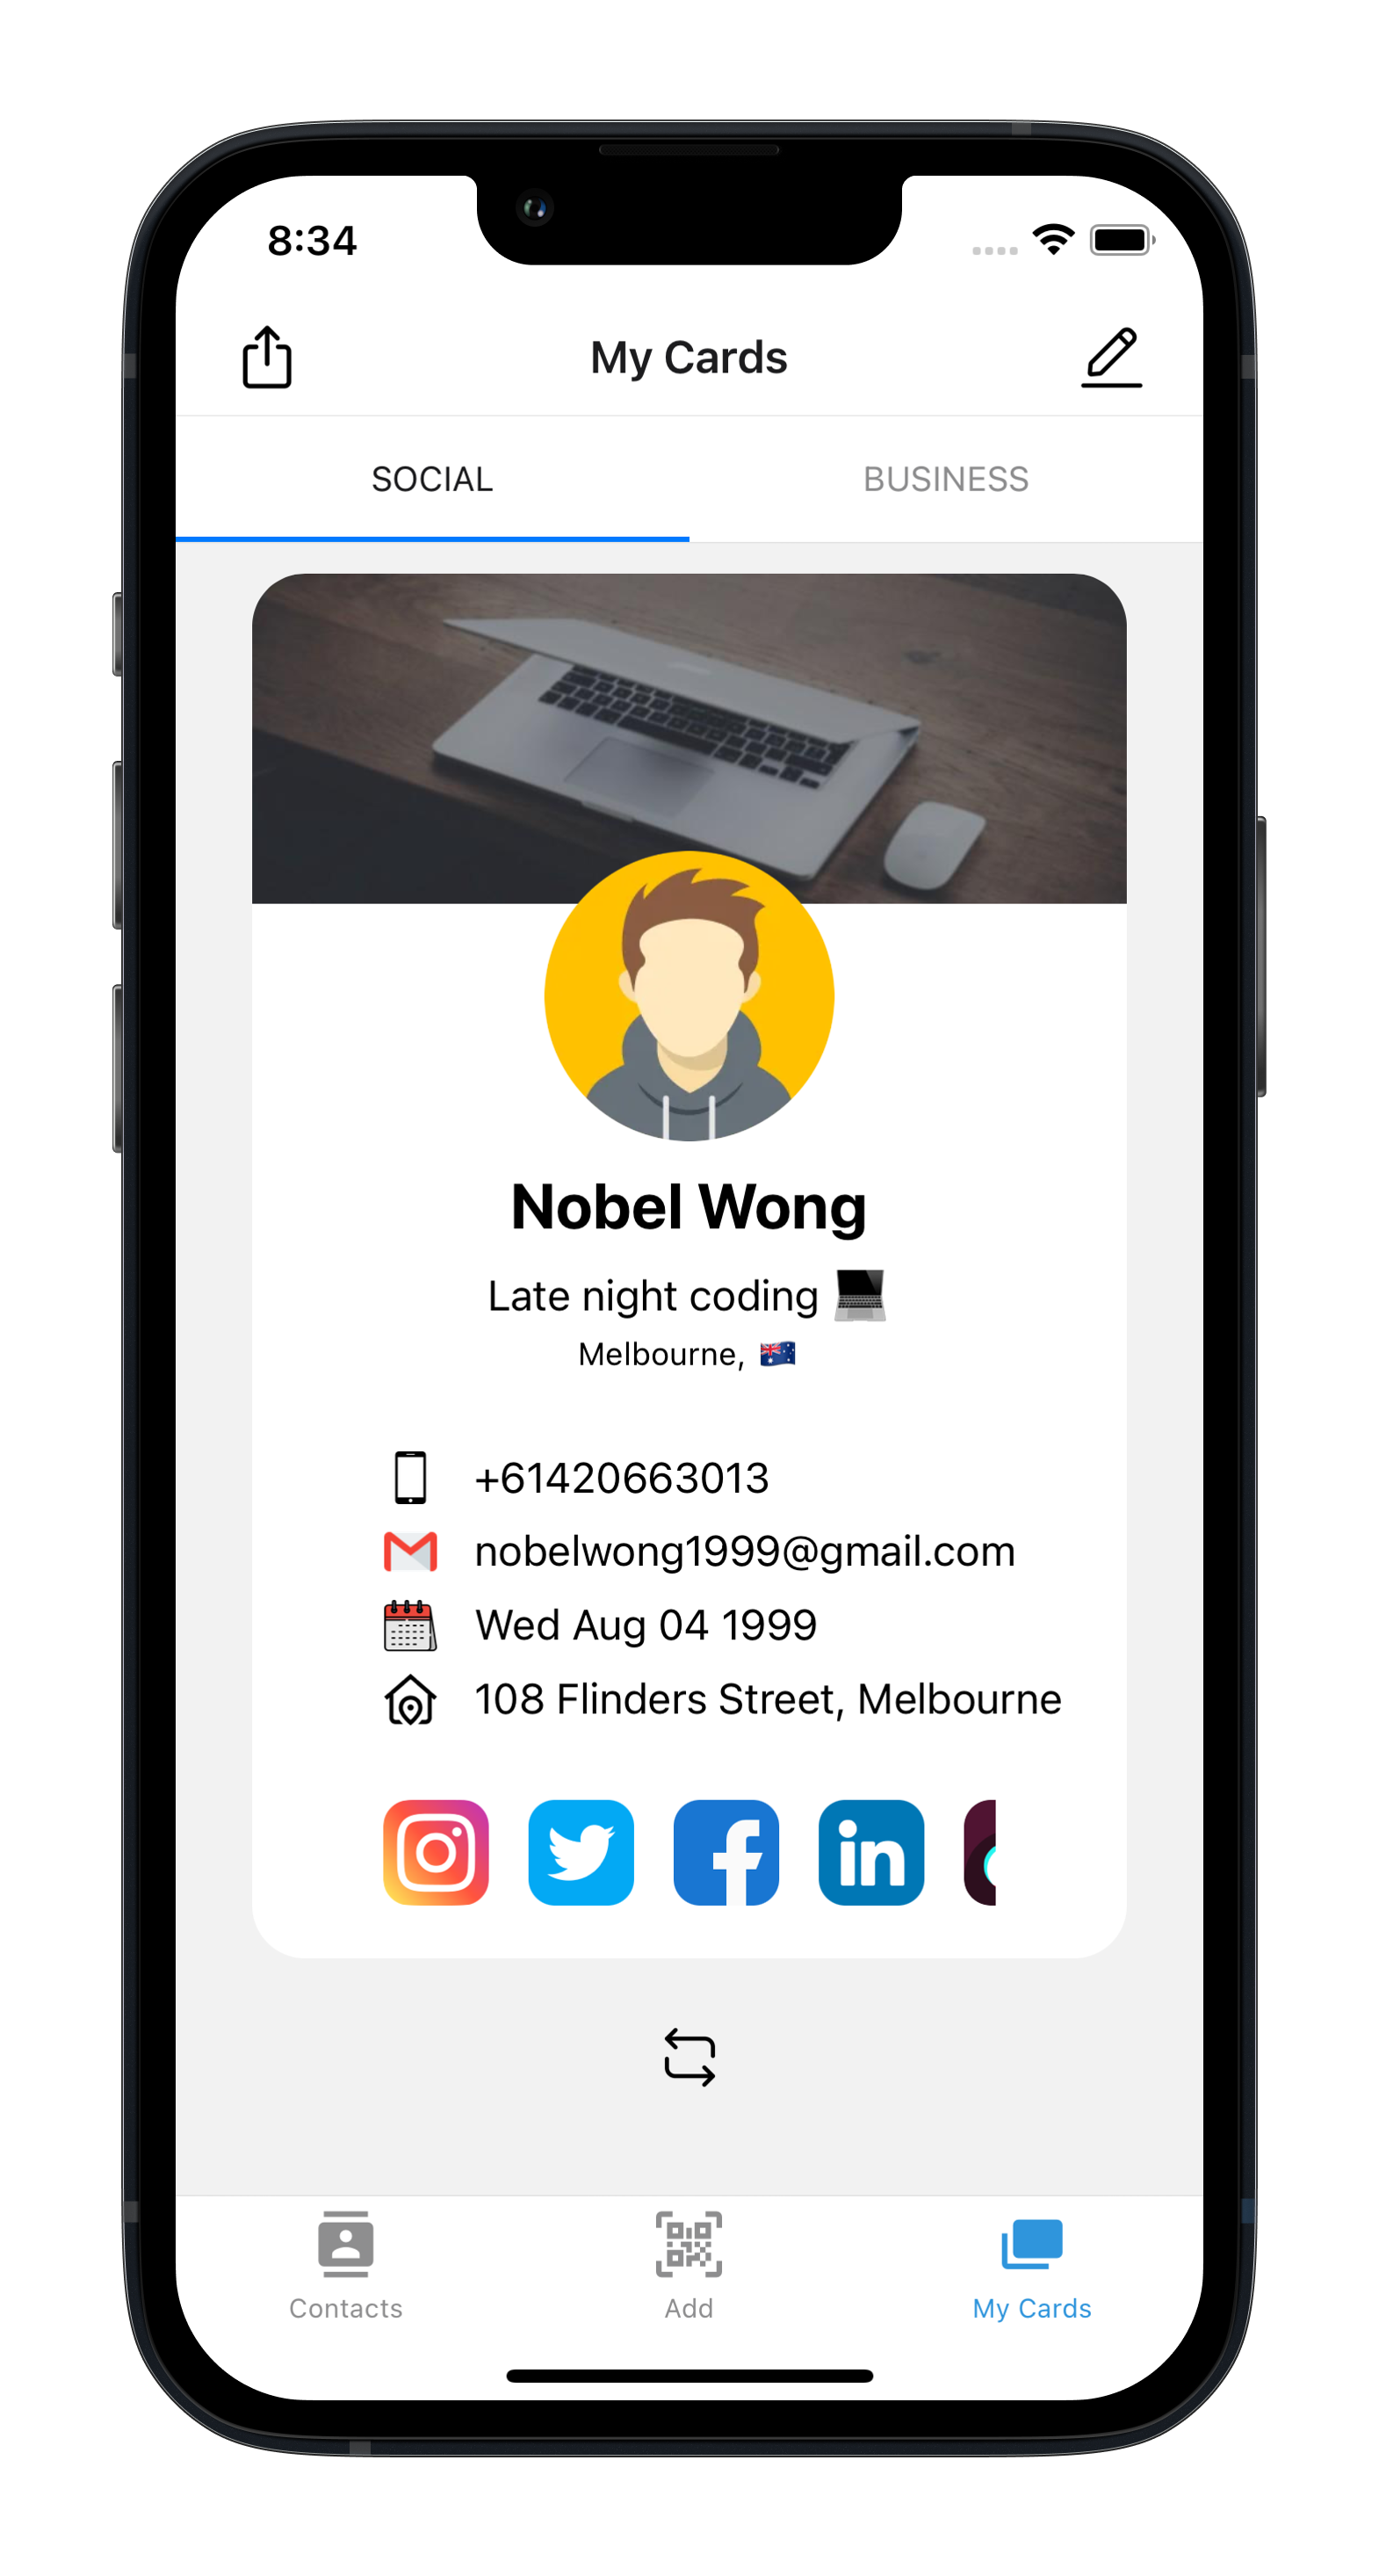 8:34
My Cards
SOCIAL
BUSINESS
Nobel Wong
Late night coding 💻
Melbourne, 🇦🇺
+61420663013
nobelwong1999@gmail.com
Wed Aug 04 1999
108 Flinders Street, Melbourne
in
Contacts
Add
My Cards